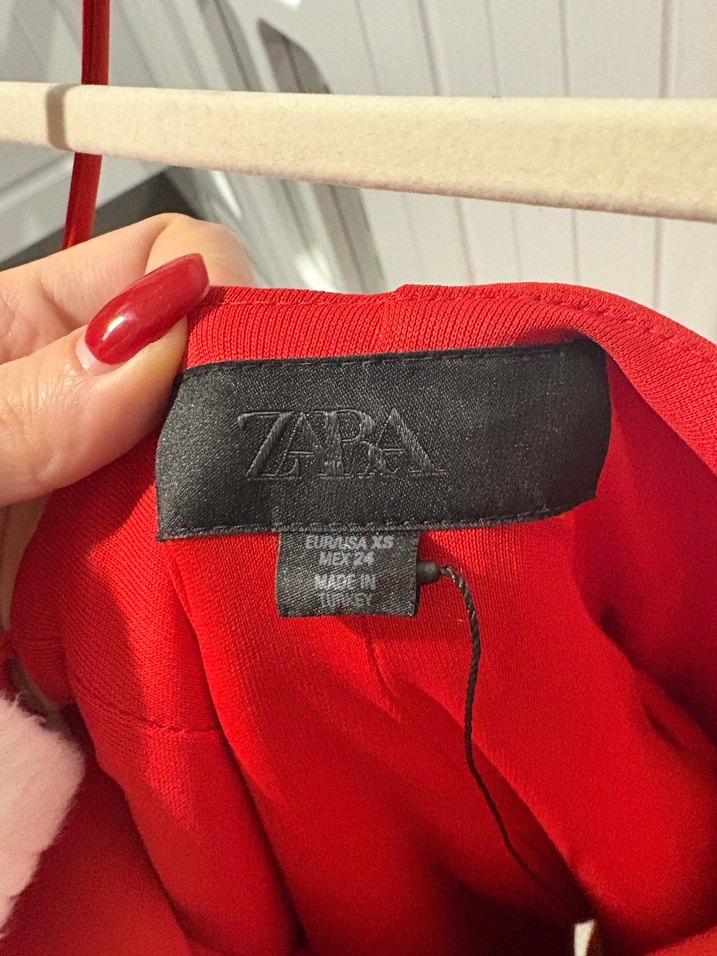 ZARA
EUR/USA XS
MEX 24
MADE IN
TURKEY